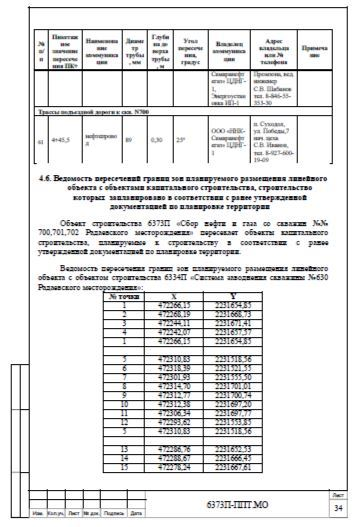 № п/п
Пикетажное значение пересечения ПК+
Наименование коммуникации
Диаметр трубы, мм
Глубина до верха трубы, м
Угол пересечения, градус
Владелец коммуникации
Адрес владельца или № телефона
Примечание
Самаранефтегаз» ЦДНГ-1, Энергоустановка ИП-1
Промзона, вед. инженер
С.В. Шабанов
тел. 8-846-55-353-30
Трассы подъездной дороги к скв. N700
61
4+45,5
нефтепровод
89
0,30
25°
ООО «ННК-Самаранефтегаз» ЦДНГ-1
п. Суходол,
ул. Победы,7
нач. цеха
С.В. Иванов,
тел. 8-927-600-19-09
4.6. Ведомость пересечений границ зон планируемого размещения линейного
объекта с объектами капитального строительства, строительство
которых запланировано в соответствии с ранее утвержденной
документацией по планировке территории
Объект строительства 6373П «Сбор нефти и газа со скважин №№
700,701,702 Радаевского месторождения» пересекает объекты капитального
строительства, планируемые к строительству в соответствии с ранее
утвержденной документацией по планировке территории.
Ведомость пересечения границ зон планируемого размещения линейного
объекта с объектом строительства 6334П «Система заводнения скважины №630
Радаевского месторождения»:
№ точки X Y
1 472266,15 2231654,85
2 472268,19 2231668,73
3 472244,11 2231671,41
4 472242,07 2231657,57
1 472266,15 2231654,85
5 472310,83 2231518,56
6 472318,39 2231521,55
7 472301,93 2231555,50
8 472314,70 2231701,01
9 472312,77 2231700,74
10 472312,38 2231697,20
11 472306,34 2231697,77
12 472293,62 2231553,85
5 472310,83 2231518,56
13 472286,76 2231652,53
14 472288,67 2231666,45
15 472278,24 2231667,61
6373П-ППТ.МО
Лист
34
Изм. Кол.уч. Лист № док. Подпись Дата